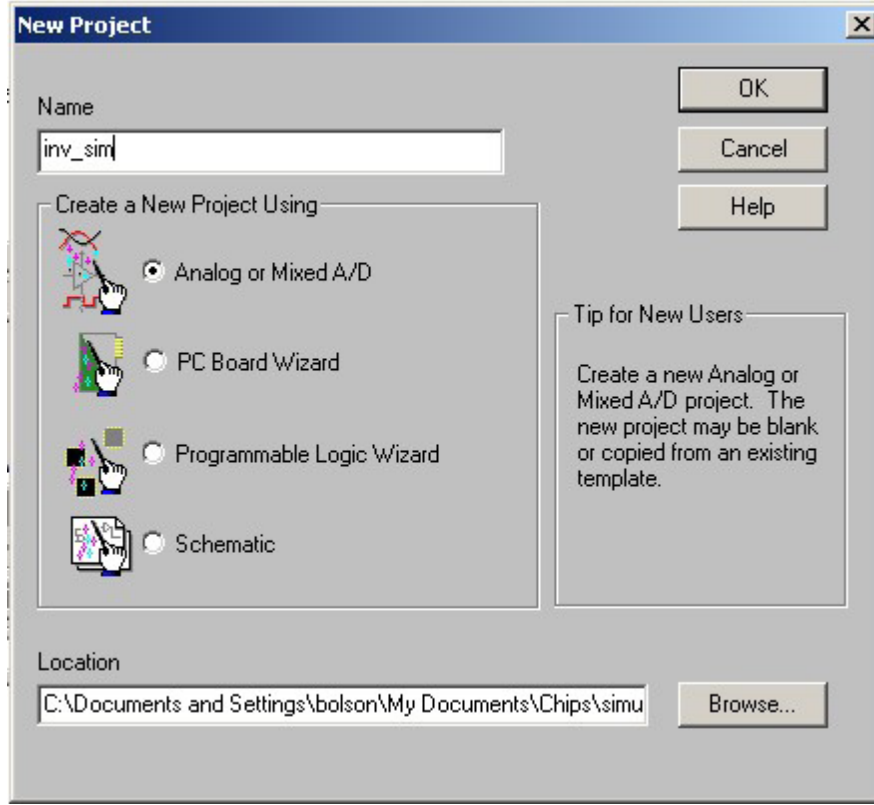 New Project
Name
inv_sim
OK
Cancel
Help
Create a New Project Using
Analog or Mixed A/D
PC Board Wizard
Programmable Logic Wizard
Schematic
Tip for New Users
Create a new Analog or
Mixed A/D project. The
new project may be blank
or copied from an existing
template.
Location
C:\Documents and Settings\bolson\My Documents\Chips\simu
Browse...